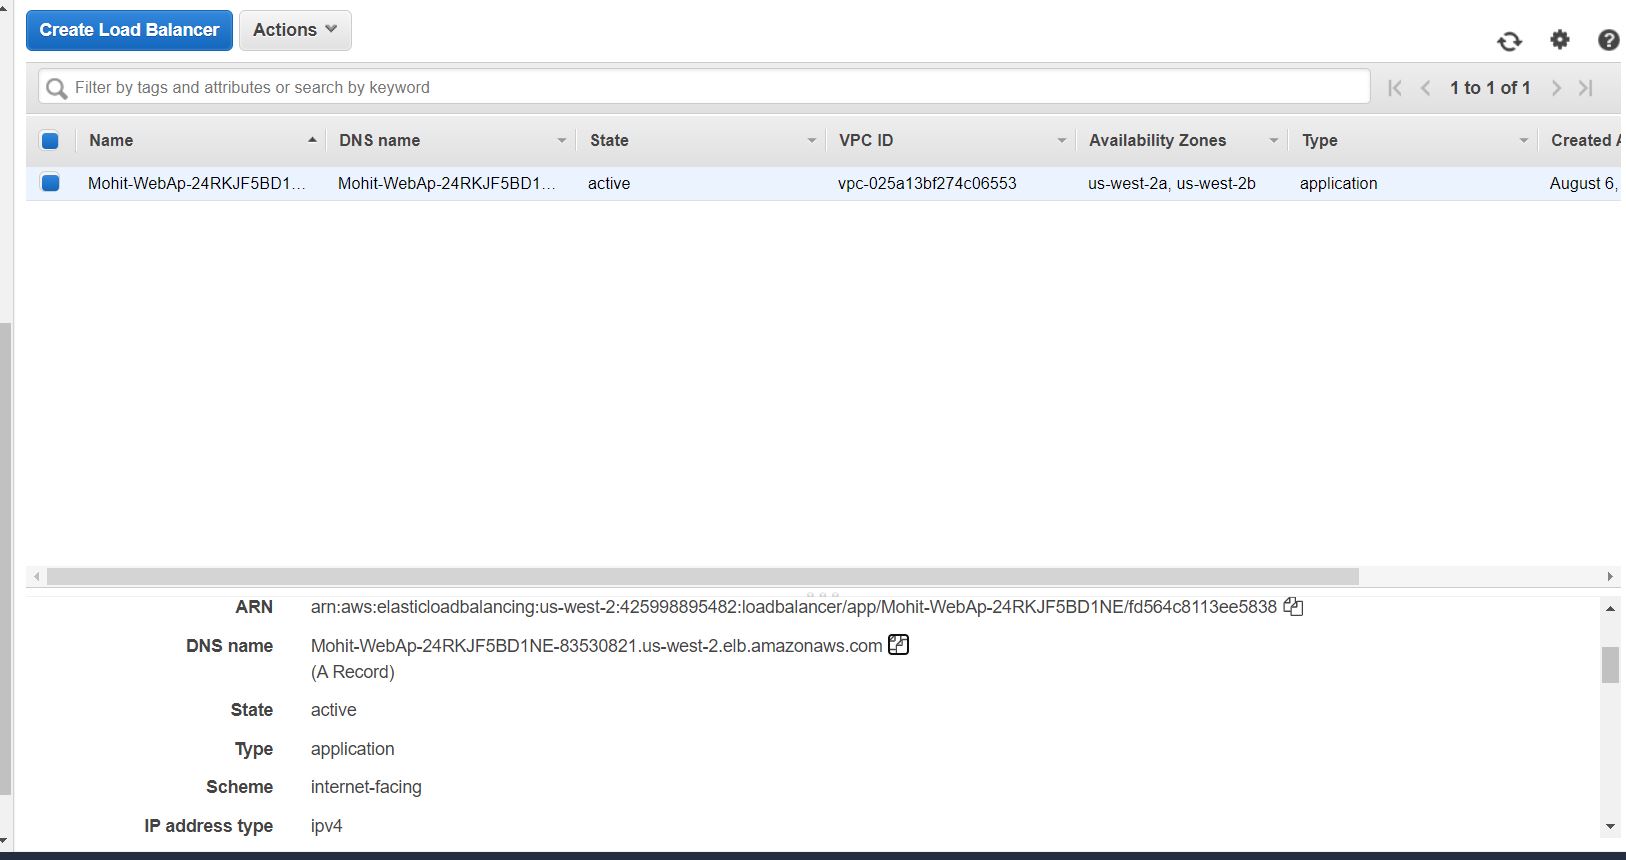 Create Load Balancer Actions
Filter by tags and attributes or search by keyword 1 to 1 of 1
Name DNS name State VPC ID Availability Zones Type Created A
Mohit-WebAp-24RKJF5BD1... Mohit-WebAp-24RKJF5BD1... active vpc-025a13bf274c06553 us-west-2a, us-west-2b application August 6,
ARN arn:aws:elasticloadbalancing:us-west-2:425998895482:loadbalancer/app/Mohit-WebAp-24RKJF5BD1NE/fd564c8113ee5838
DNS name Mohit-WebAp-24RKJF5BD1NE-83530821.us-west-2.elb.amazonaws.com
(A Record)
State active
Type application
Scheme internet-facing
IP address type ipv4